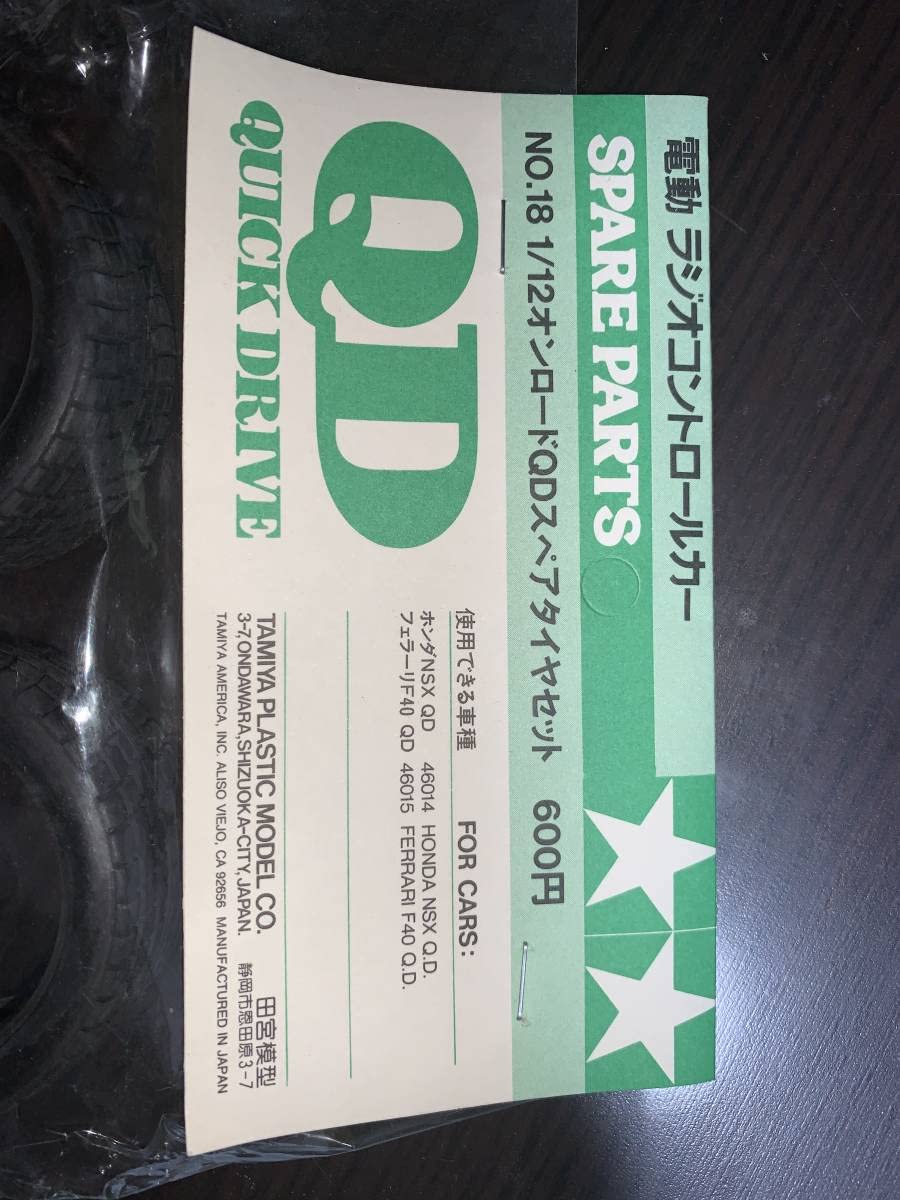 電動 ラジオコントロールカー
SPARE PARTS
NO.18 1/12オンロードQDスペアタイヤセット 600円
QD
QUICK DRIVE
使用できる車種 FOR CARS:
ホンダNSX QD 46014 HONDA NSX Q.D.
フェラーリF40 QD 46015 FERRARI F40 Q.D.
TAMIYA PLASTIC MODEL CO. 田宮模型
3-7,ONDAWARA,SHIZUOKA-CITY,JAPAN. 静岡市恩田原3-7
TAMIYA AMERICA, INC. ALISO VIEJO, CA 92656 MANUFACTURED IN JAPAN